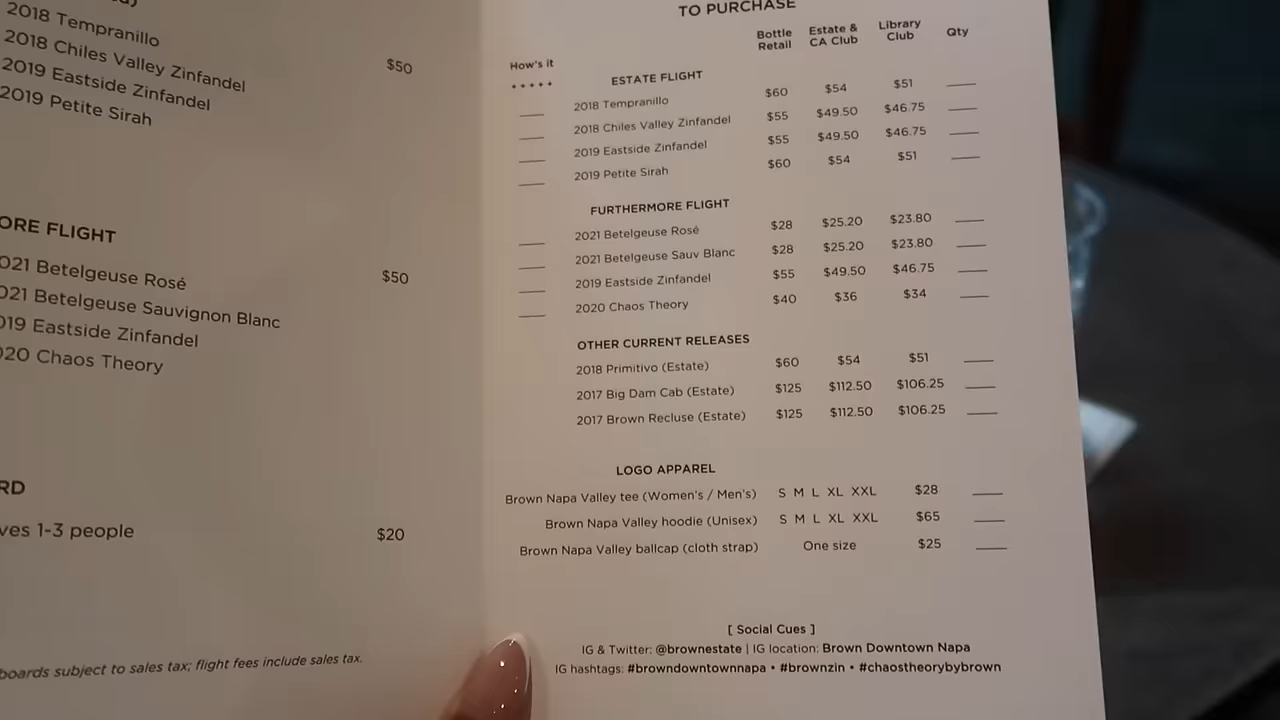 2018 Tempranillo
2018 Chiles Valley Zinfandel $50
2019 Eastside Zinfandel
2019 Petite Sirah
FLIGHT
Betelgeuse Rosé $50
Betelgeuse Sauvignon Blanc
Eastside Zinfandel
Chaos Theory
1-3 people $20
boards subject to sales tax; flight fees include sales tax.
TO PURCHASE
How's it Bottle Retail Estate & CA Club Library Club Qty
ESTATE FLIGHT
2018 Tempranillo $60 $54 $51
2018 Chiles Valley Zinfandel $55 $49.50 $46.75
2019 Eastside Zinfandel $55 $49.50 $46.75
2019 Petite Sirah $60 $54 $51
FURTHERMORE FLIGHT
2021 Betelgeuse Rosé $28 $25.20 $23.80
2021 Betelgeuse Sauv Blanc $28 $25.20 $23.80
2019 Eastside Zinfandel $55 $49.50 $46.75
2020 Chaos Theory $40 $36 $34
OTHER CURRENT RELEASES
2018 Primitivo (Estate) $60 $54 $51
2017 Big Dam Cab (Estate) $125 $112.50 $106.25
2017 Brown Recluse (Estate) $125 $112.50 $106.25
LOGO APPAREL
Brown Napa Valley tee (Women's / Men's) S M L XL XXL $28
Brown Napa Valley hoodie (Unisex) S M L XL XXL $65
Brown Napa Valley ballcap (cloth strap) One size $25
[ Social Cues ]
IG & Twitter: @brownestate | IG location: Brown Downtown Napa
IG hashtags: #browndowntownnapa • #brownzin • #chaostheorybybrown